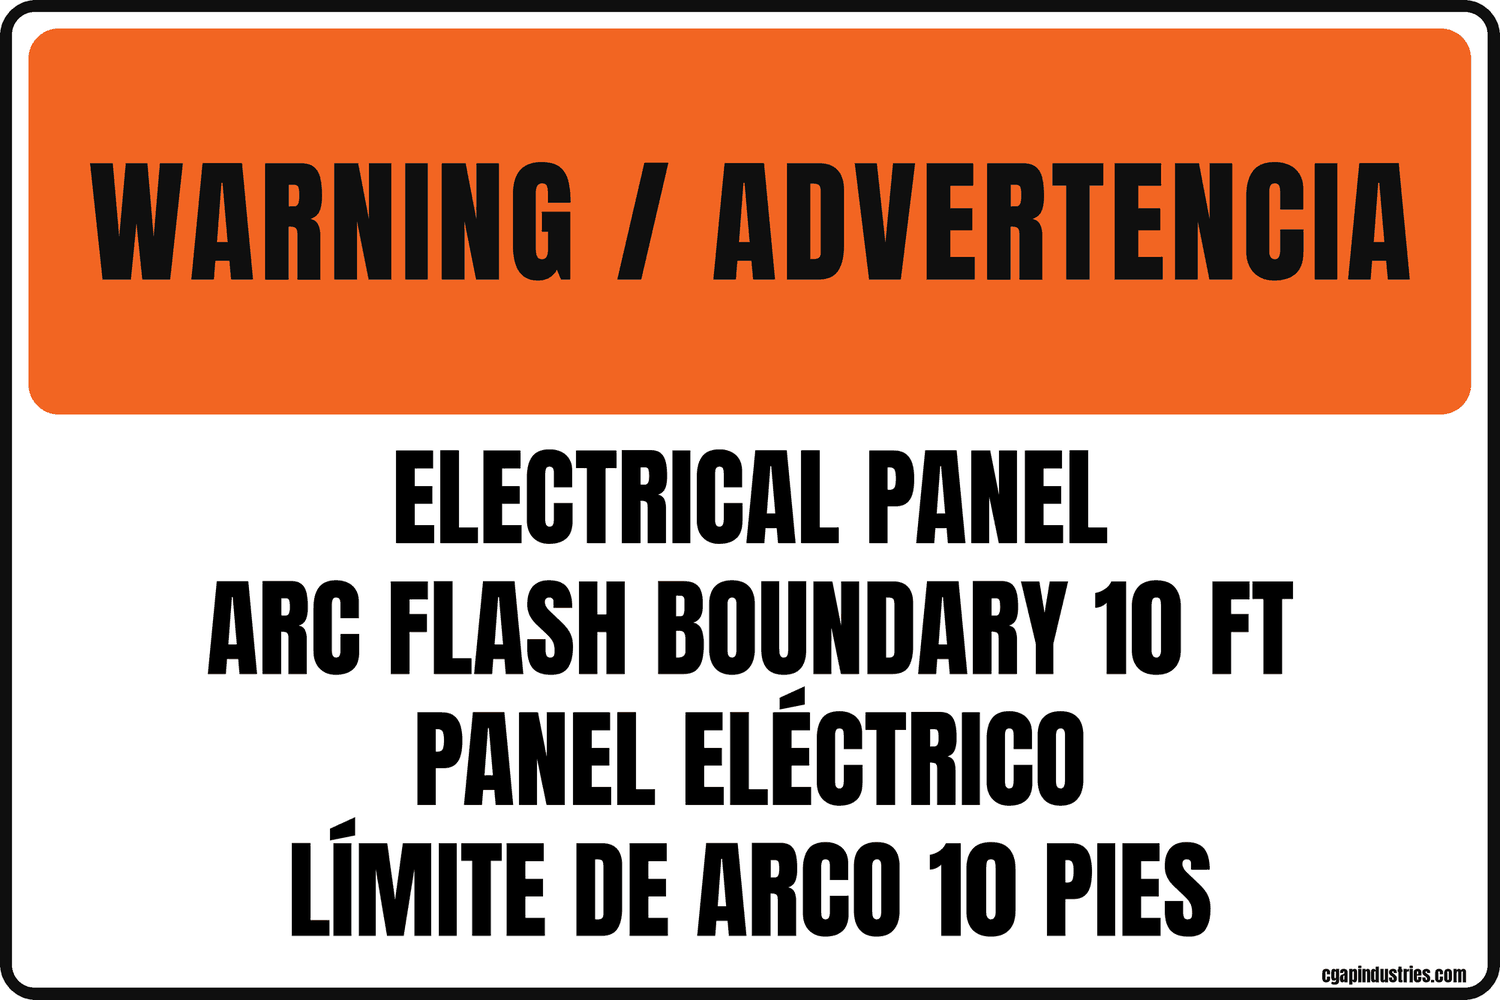 WARNING / ADVERTENCIA
ELECTRICAL PANEL
ARC FLASH BOUNDARY 10 FT
PANEL ELÉCTRICO
LÍMITE DE ARCO 10 PIES
cgapindustries.com